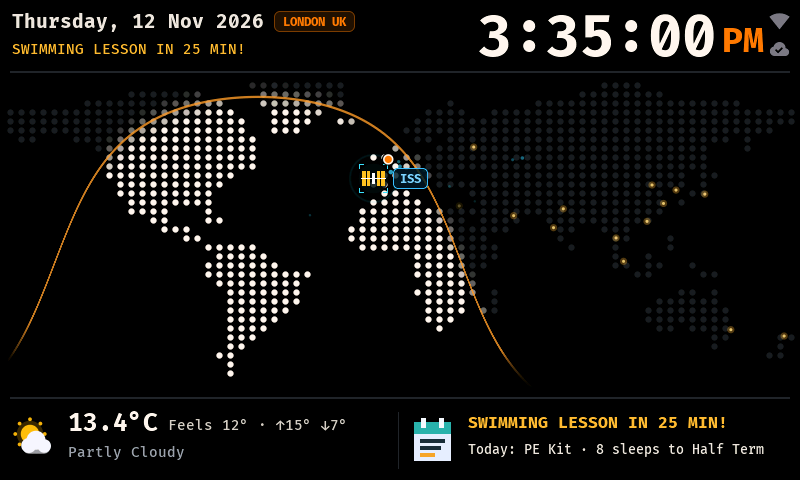 Thursday, 12 Nov 2026 LONDON UK
3:35:00 PM
SWIMMING LESSON IN 25 MIN!
ISS
13.4°C Feels 12° · ↑15° ↓7°
Partly Cloudy
SWIMMING LESSON IN 25 MIN!
Today: PE Kit · 8 sleeps to Half Term